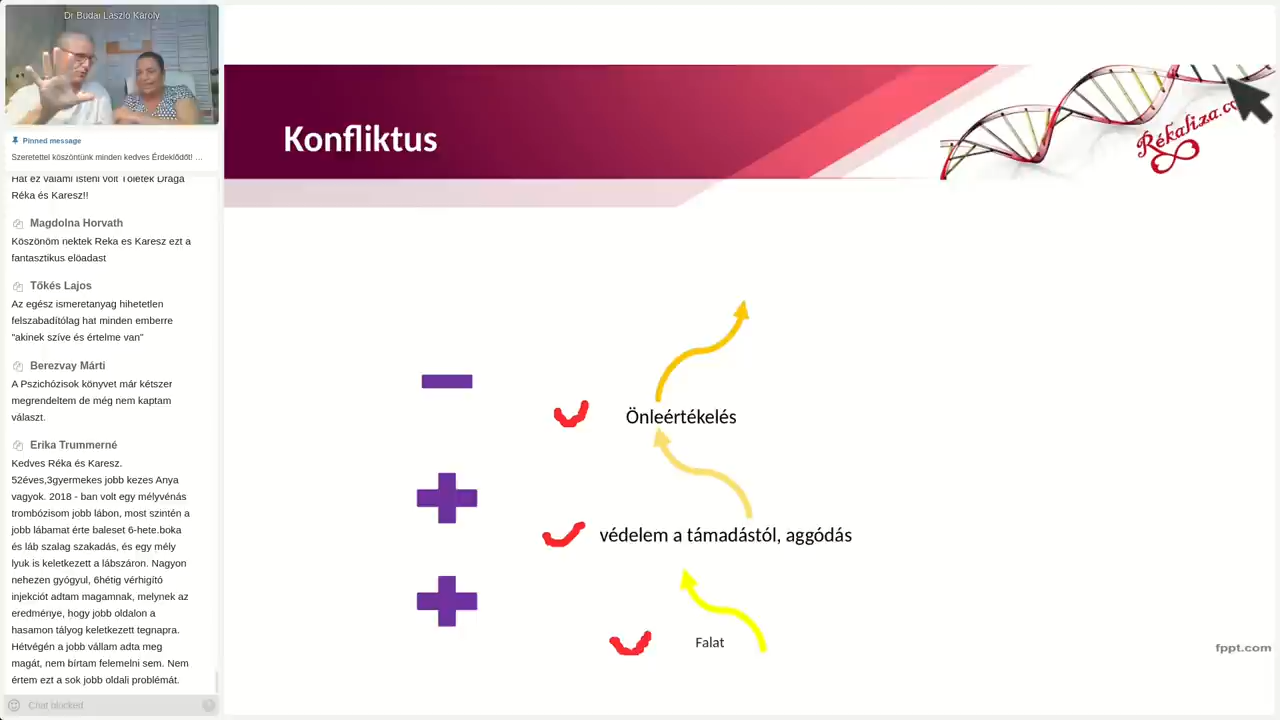 Dr Budai László Károly
Pinned message
Szeretettel köszöntünk minden kedves Érdeklődőt! …
Hát ez valami isteni volt Tőletek Drága
Réka és Karesz!!
Magdolna Horvath
Köszönöm nektek Reka es Karesz ezt a
fantasztikus elöadast
Tőkés Lajos
Az egész ismeretanyag hihetetlen
felszabadítólag hat minden emberre
"akinek szíve és értelme van"
Berezvay Márti
A Pszichózisok könyvet már kétszer
megrendeltem de még nem kaptam
választ.
Erika Trummerné
Kedves Réka és Karesz.
52éves,3gyermekes jobb kezes Anya
vagyok. 2018 - ban volt egy mélyvénás
trombózisom jobb lábon, most szintén a
jobb lábamat érte baleset 6-hete.boka
és láb szalag szakadás, és egy mély
lyuk is keletkezett a lábszáron. Nagyon
nehezen gyógyul, 6hétig vérhigító
injekciót adtam magamnak, melynek az
eredménye, hogy jobb oldalon a
hasamon tályog keletkezett tegnapra.
Hétvégén a jobb vállam adta meg
magát, nem bírtam felemelni sem. Nem
értem ezt a sok jobb oldali problémát.
Chat blocked
Konfliktus
Rékaliza.co
Önleértékelés
védelem a támadástól, aggódás
Falat
fppt.com